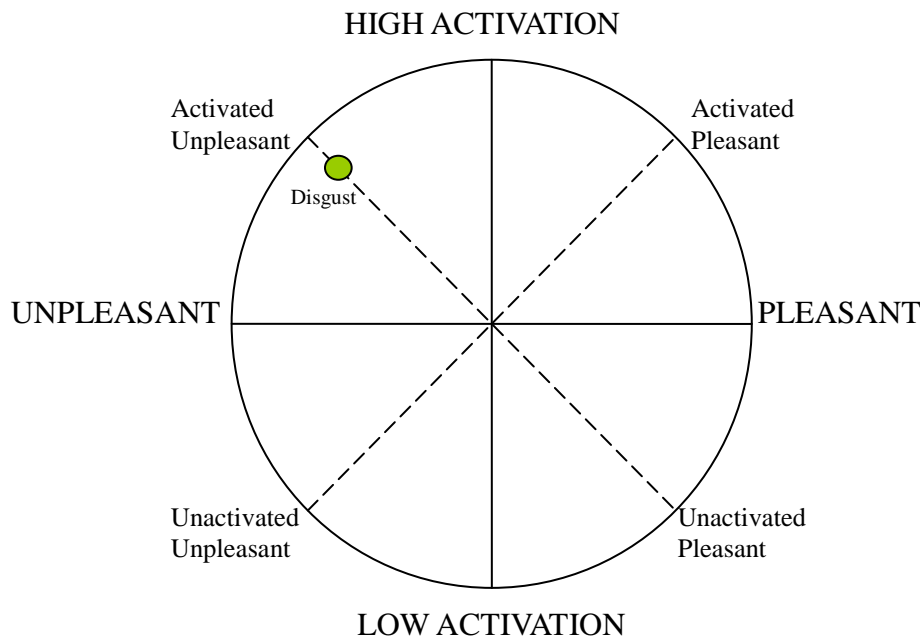 HIGH ACTIVATION
Activated
Unpleasant
Activated
Pleasant
Disgust
UNPLEASANT
PLEASANT
Unactivated
Unpleasant
Unactivated
Pleasant
LOW ACTIVATION